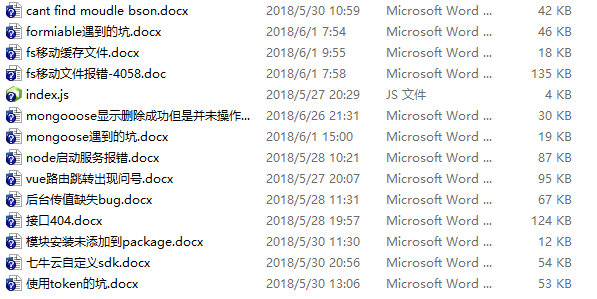 cant find moudle bson.docx 2018/5/30 10:59 Microsoft Word ... 42 KB
formiable遇到的坑.docx 2018/6/1 7:54 Microsoft Word ... 46 KB
fs移动缓存文件.docx 2018/6/1 9:55 Microsoft Word ... 18 KB
fs移动文件报错-4058.doc 2018/6/1 7:58 Microsoft Word ... 135 KB
index.js 2018/5/27 20:29 JS 文件 4 KB
mongooose显示删除成功但是并未操作... 2018/6/26 21:31 Microsoft Word ... 30 KB
mongoose遇到的坑.docx 2018/6/1 15:00 Microsoft Word ... 19 KB
node启动服务报错.docx 2018/5/28 10:21 Microsoft Word ... 87 KB
vue路由跳转出现问号.docx 2018/5/27 20:07 Microsoft Word ... 95 KB
后台传值缺失bug.docx 2018/5/28 11:31 Microsoft Word ... 67 KB
接口404.docx 2018/5/28 19:57 Microsoft Word ... 124 KB
模块安装未添加到package.docx 2018/5/30 11:30 Microsoft Word ... 12 KB
七牛云自定义sdk.docx 2018/5/30 20:56 Microsoft Word ... 54 KB
使用token的坑.docx 2018/5/30 13:06 Microsoft Word ... 53 KB